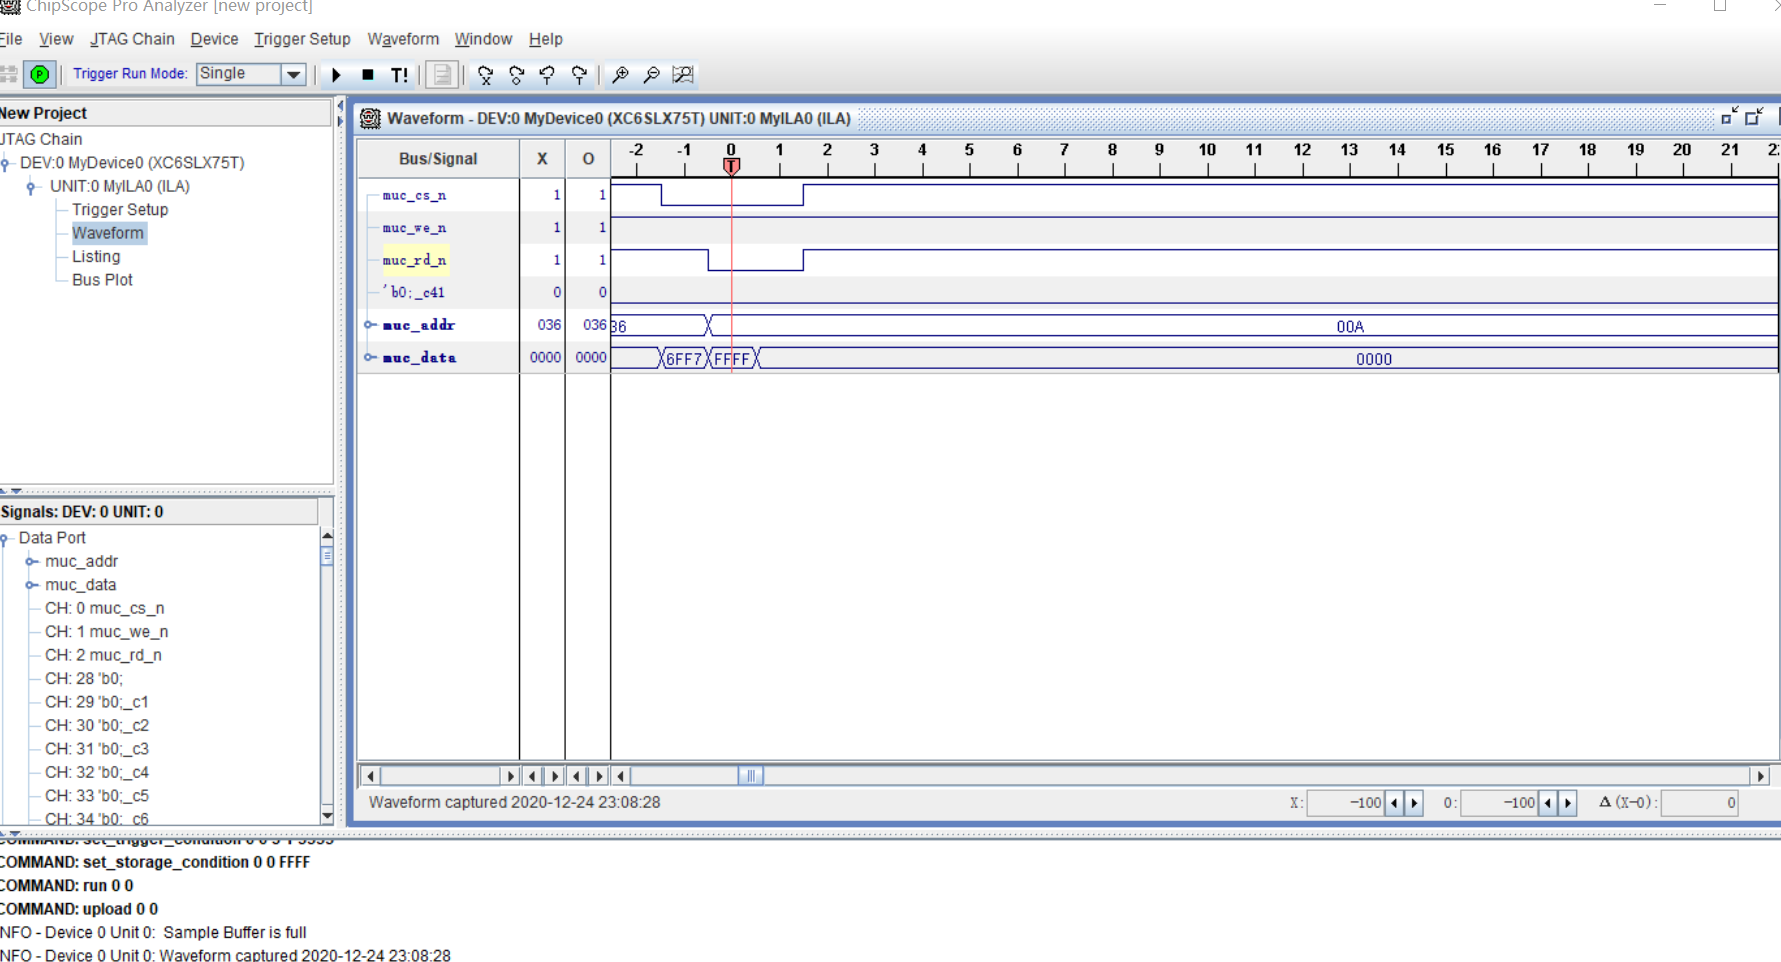 ChipScope Pro Analyzer [new project]
File View JTAG Chain Device Trigger Setup Waveform Window Help
Trigger Run Mode: Single T!
New Project
JTAG Chain
DEV:0 MyDevice0 (XC6SLX75T)
UNIT:0 MyILA0 (ILA)
Trigger Setup
Waveform
Listing
Bus Plot
Signals: DEV: 0 UNIT: 0
Data Port
muc_addr
muc_data
CH: 0 muc_cs_n
CH: 1 muc_we_n
CH: 2 muc_rd_n
CH: 28 'b0;
CH: 29 'b0;_c1
CH: 30 'b0;_c2
CH: 31 'b0;_c3
CH: 32 'b0;_c4
CH: 33 'b0;_c5
CH: 34 'b0;_c6
Waveform - DEV:0 MyDevice0 (XC6SLX75T) UNIT:0 MyILA0 (ILA)
Bus/Signal X O -2 -1 0 1 2 3 4 5 6 7 8 9 10 11 12 13 14 15 16 17 18 19 20 21
T
muc_cs_n 1 1
muc_we_n 1 1
muc_rd_n 1 1
'b0;_c41 0 0
muc_addr 036 036 36 00A
muc_data 0000 0000 6FF7 FFFF 0000
Waveform captured 2020-12-24 23:08:28 X: -100 O: -100 Δ(X-O): 0
COMMAND: set_storage_condition 0 0 FFFF
COMMAND: run 0 0
COMMAND: upload 0 0
INFO - Device 0 Unit 0: Sample Buffer is full
INFO - Device 0 Unit 0: Waveform captured 2020-12-24 23:08:28